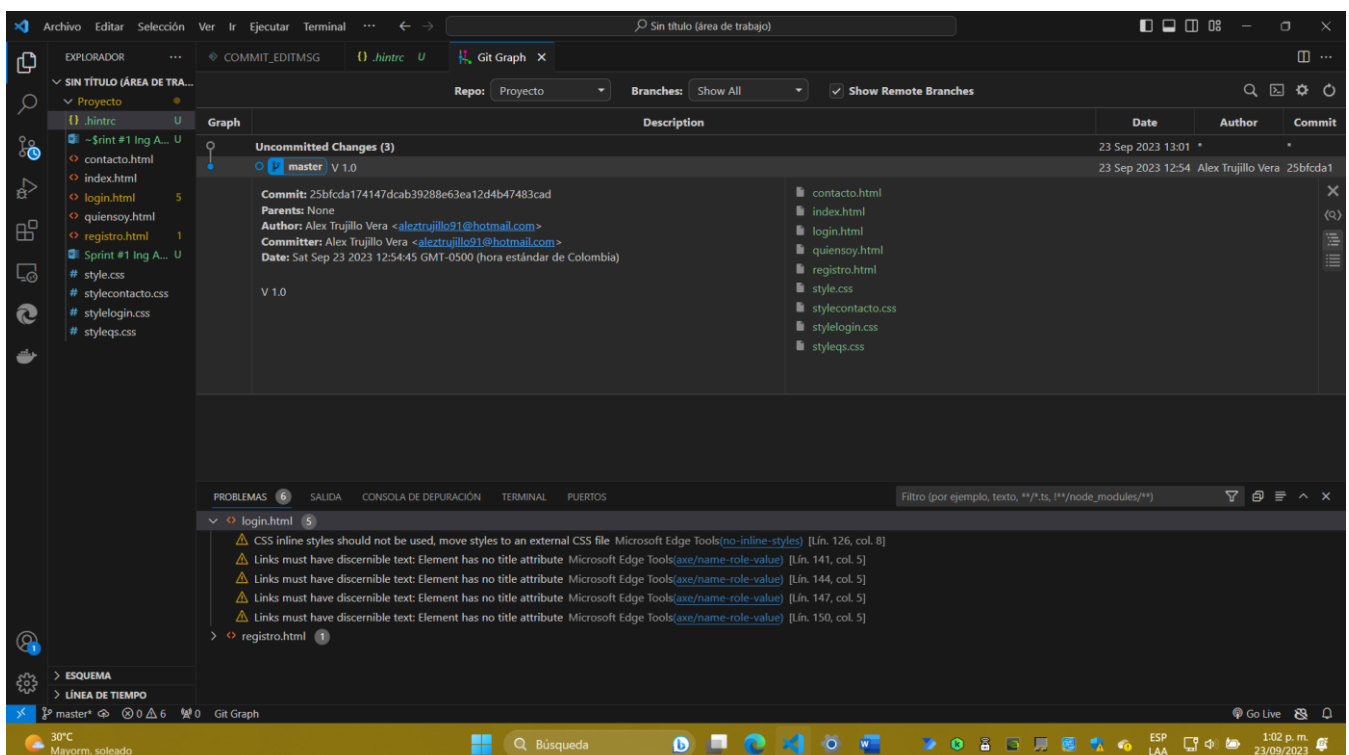 Archivo Editar Selección Ver Ir Ejecutar Terminal ··· Sin título (área de trabajo)
EXPLORADOR ··· COMMIT_EDITMSG {} .hintrc U Git Graph ···
SIN TÍTULO (ÁREA DE TRA...
Proyecto
{} .hintrc U
~$rint #1 Ing A... U
contacto.html
index.html
login.html 5
quiensoy.html
registro.html 1
Sprint #1 Ing A... U
# style.css
# stylecontacto.css
# stylelogin.css
# styleqs.css
Repo: Proyecto Branches: Show All Show Remote Branches
Graph Description Date Author Commit
Uncommitted Changes (3) 23 Sep 2023 13:01 * *
master V 1.0 23 Sep 2023 12:54 Alex Trujillo Vera 25bfcda1
Commit: 25bfcda174147dcab39288e63ea12d4b47483cad
Parents: None
Author: Alex Trujillo Vera <aleztrujillo91@hotmail.com>
Committer: Alex Trujillo Vera <aleztrujillo91@hotmail.com>
Date: Sat Sep 23 2023 12:54:45 GMT-0500 (hora estándar de Colombia)
V 1.0
contacto.html
index.html
login.html
quiensoy.html
registro.html
style.css
stylecontacto.css
stylelogin.css
styleqs.css
PROBLEMAS 6 SALIDA CONSOLA DE DEPURACIÓN TERMINAL PUERTOS Filtro (por ejemplo, texto, **/*.ts, !**/node_modules/**)
login.html 5
CSS inline styles should not be used, move styles to an external CSS file Microsoft Edge Tools(no-inline-styles) [Lín. 126, col. 8]
Links must have discernible text: Element has no title attribute Microsoft Edge Tools(axe/name-role-value) [Lín. 141, col. 5]
Links must have discernible text: Element has no title attribute Microsoft Edge Tools(axe/name-role-value) [Lín. 144, col. 5]
Links must have discernible text: Element has no title attribute Microsoft Edge Tools(axe/name-role-value) [Lín. 147, col. 5]
Links must have discernible text: Element has no title attribute Microsoft Edge Tools(axe/name-role-value) [Lín. 150, col. 5]
registro.html 1
1
ESQUEMA
LÍNEA DE TIEMPO
master* 0 6 0 Git Graph Go Live
30°C
Mayorm. soleado
Búsqueda
ESP
LAA
1:02 p. m.
23/09/2023